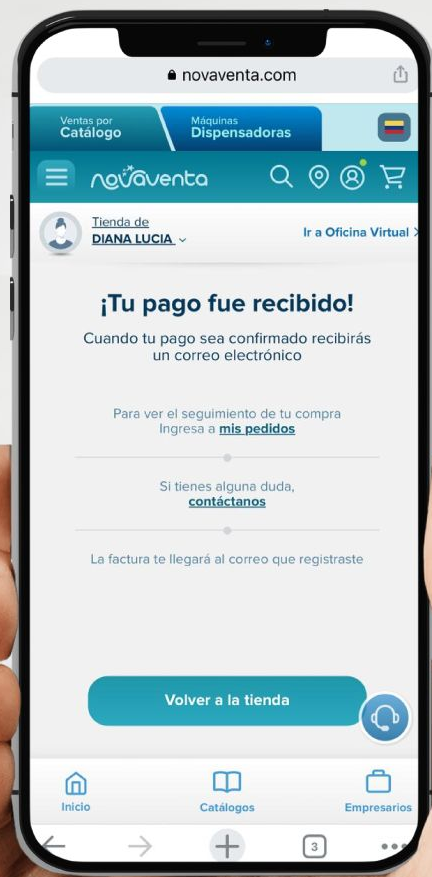 novaventa.com
Ventas por
Catálogo
Máquinas
Dispensadoras
novaventa
Tienda de
DIANA LUCIA
Ir a Oficina Virtual
¡Tu pago fue recibido!
Cuando tu pago sea confirmado recibirás
un correo electrónico
Para ver el seguimiento de tu compra
Ingresa a mis pedidos
Si tienes alguna duda,
contáctanos
La factura te llegará al correo que registraste
Volver a la tienda
Inicio
Catálogos
Empresarios
3